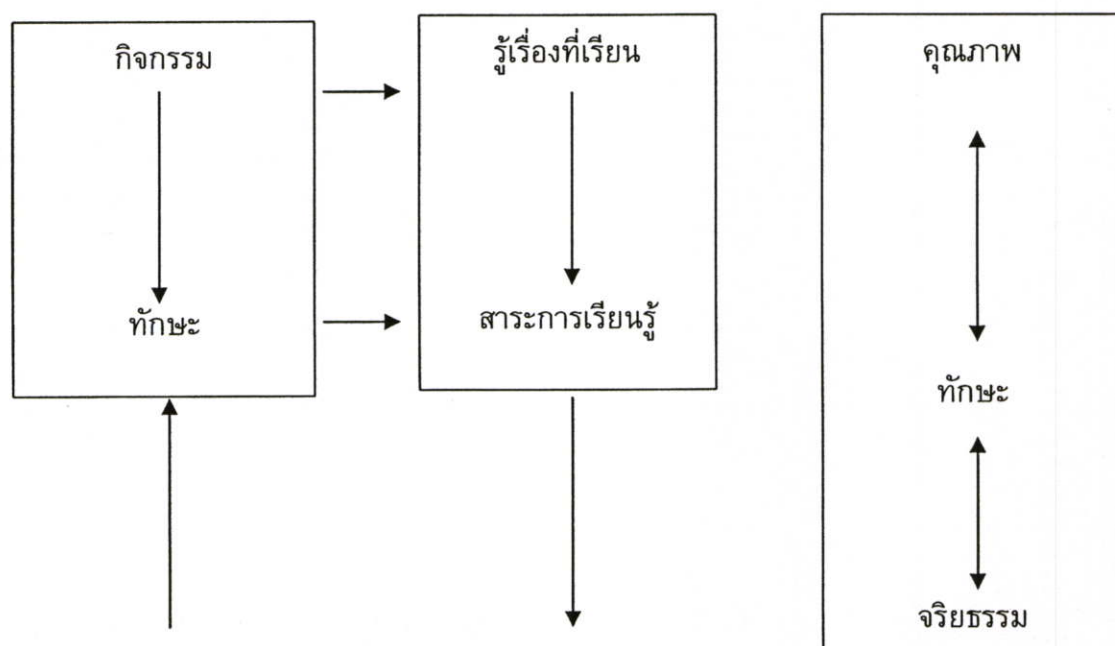 กิจกรรม
ทักษะ
รู้เรื่องที่เรียน
สาระการเรียนรู้
คุณภาพ
ทักษะ
จริยธรรม